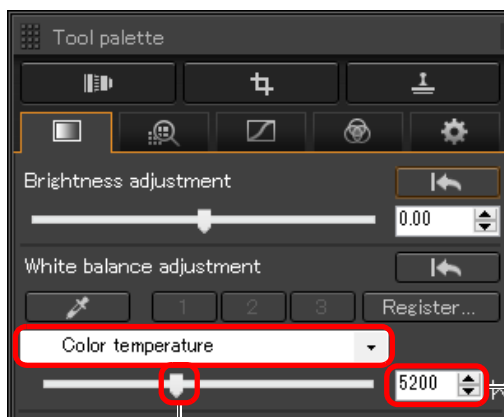 Tool palette
Brightness adjustment
0.00
White balance adjustment
1 2 3 Register...
Color temperature
5200